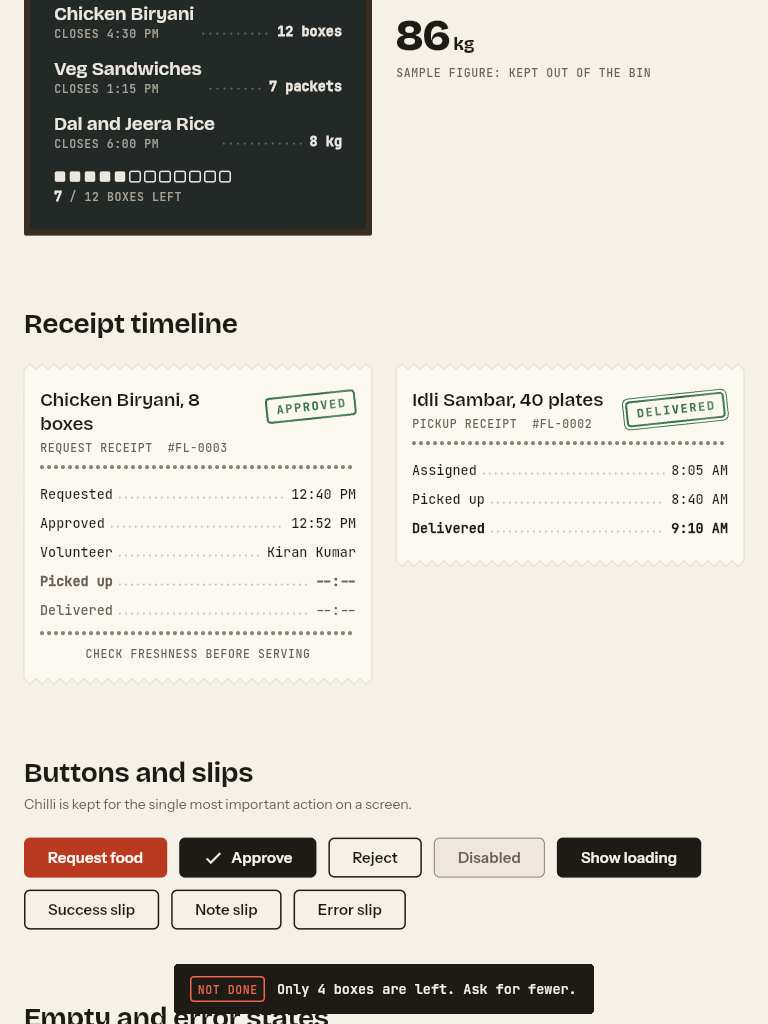 Chicken Biryani
CLOSES 4:30 PM .......... 12 boxes
Veg Sandwiches
CLOSES 1:15 PM ........ 7 packets
Dal and Jeera Rice
CLOSES 6:00 PM ............ 8 kg
7 / 12 BOXES LEFT
86 kg
SAMPLE FIGURE: KEPT OUT OF THE BIN
Receipt timeline
Chicken Biryani, 8
boxes
APPROVED
REQUEST RECEIPT #FL-0003
Requested 12:40 PM
Approved 12:52 PM
Volunteer Kiran Kumar
Picked up --:--
Delivered --:--
CHECK FRESHNESS BEFORE SERVING
Idli Sambar, 40 plates
DELIVERED
PICKUP RECEIPT #FL-0002
Assigned 8:05 AM
Picked up 8:40 AM
Delivered 9:10 AM
Buttons and slips
Chilli is kept for the single most important action on a screen.
Request food
Approve
Reject
Disabled
Show loading
Success slip
Note slip
Error slip
NOT DONE Only 4 boxes are left. Ask for fewer.
Empty and error states